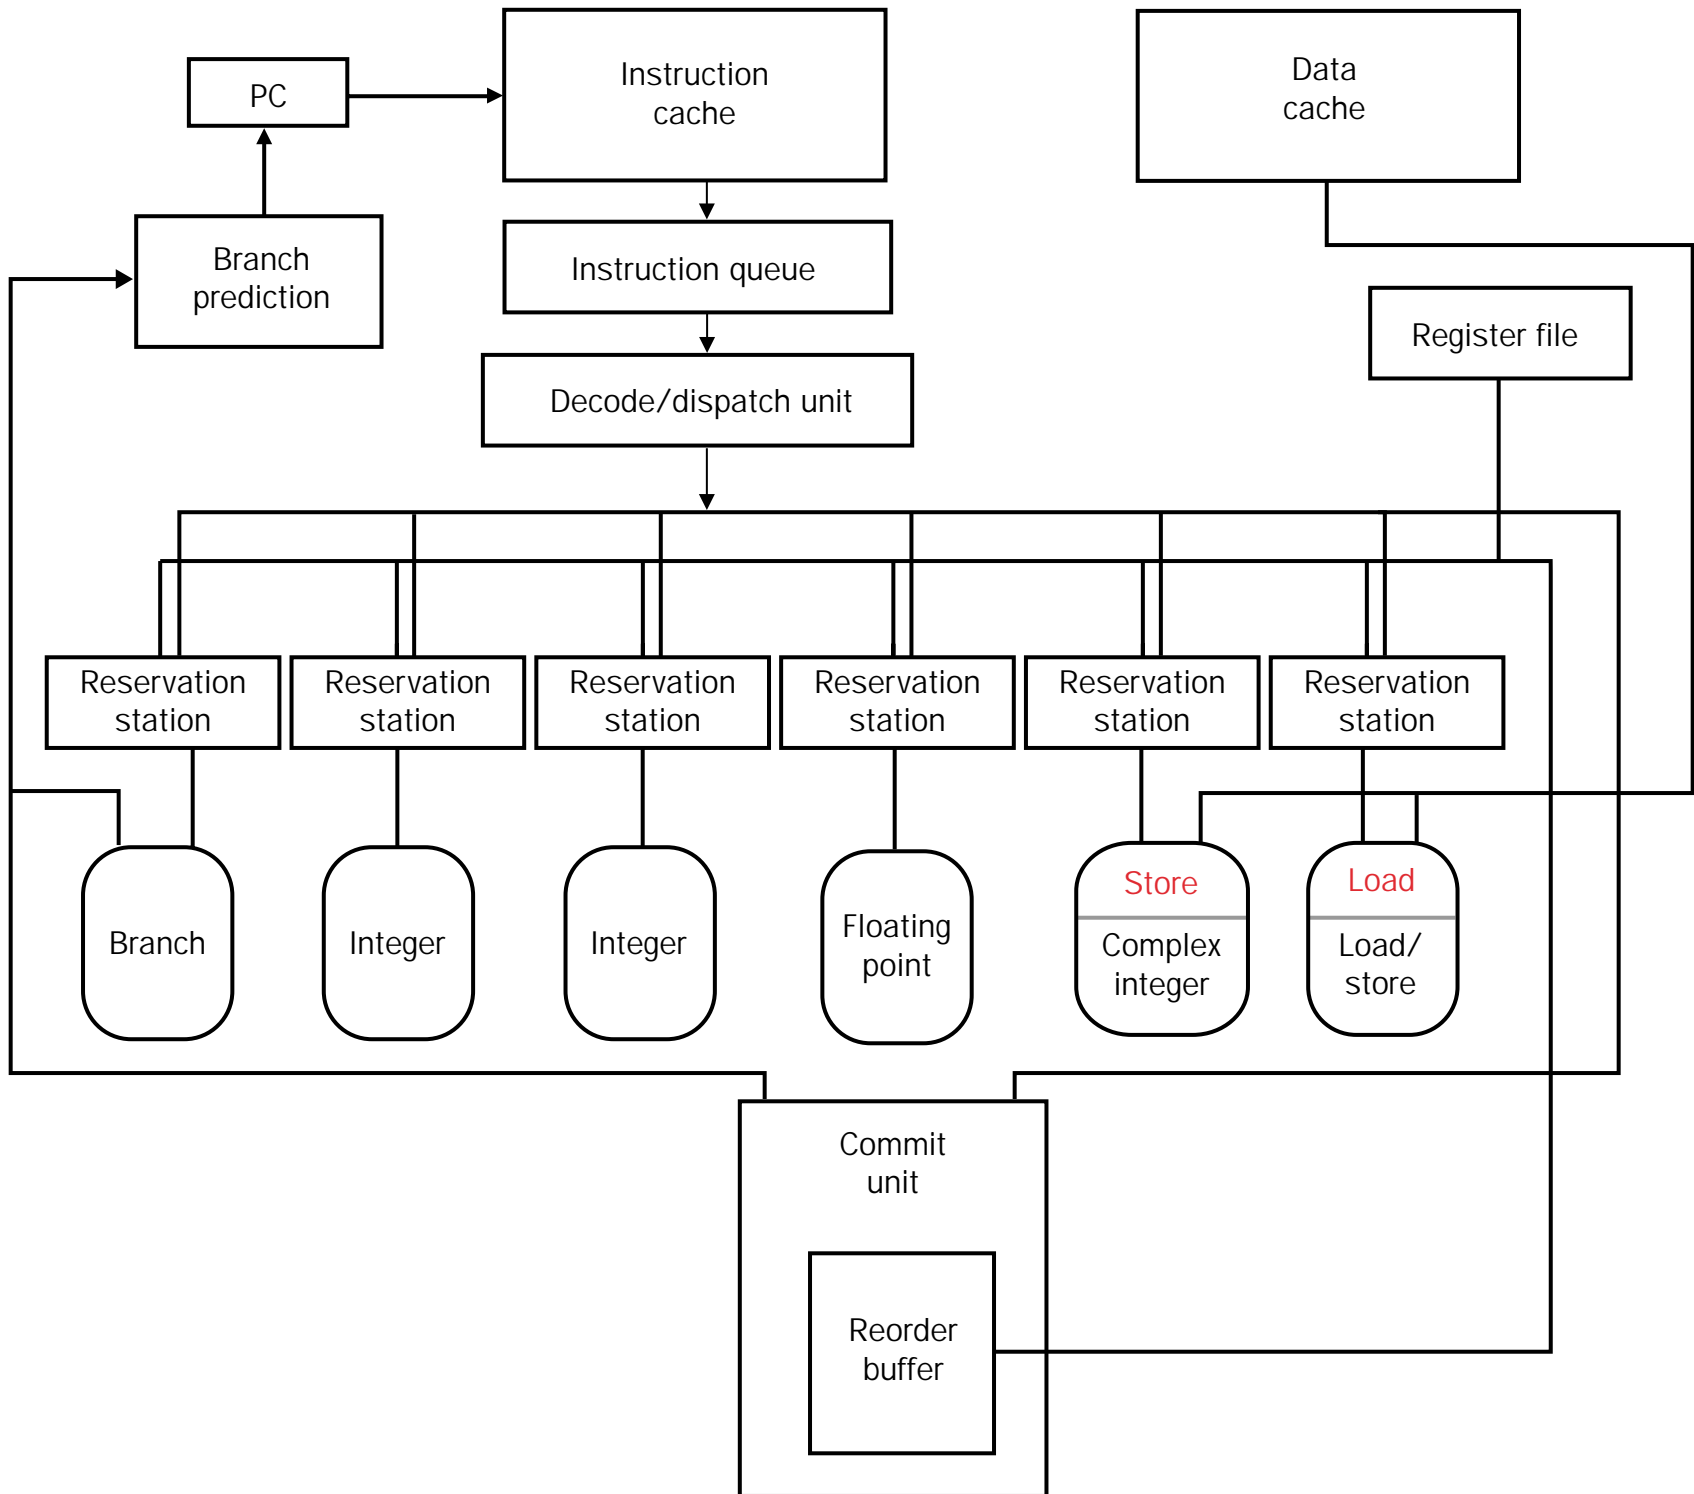 PC
Instruction
cache
Data
cache
Branch
prediction
Instruction queue
Register file
Decode/dispatch unit
Reservation
station
Reservation
station
Reservation
station
Reservation
station
Reservation
station
Reservation
station
Branch
Integer
Integer
Floating
point
Store
Complex
integer
Load
Load/
store
Commit
unit
Reorder
buffer